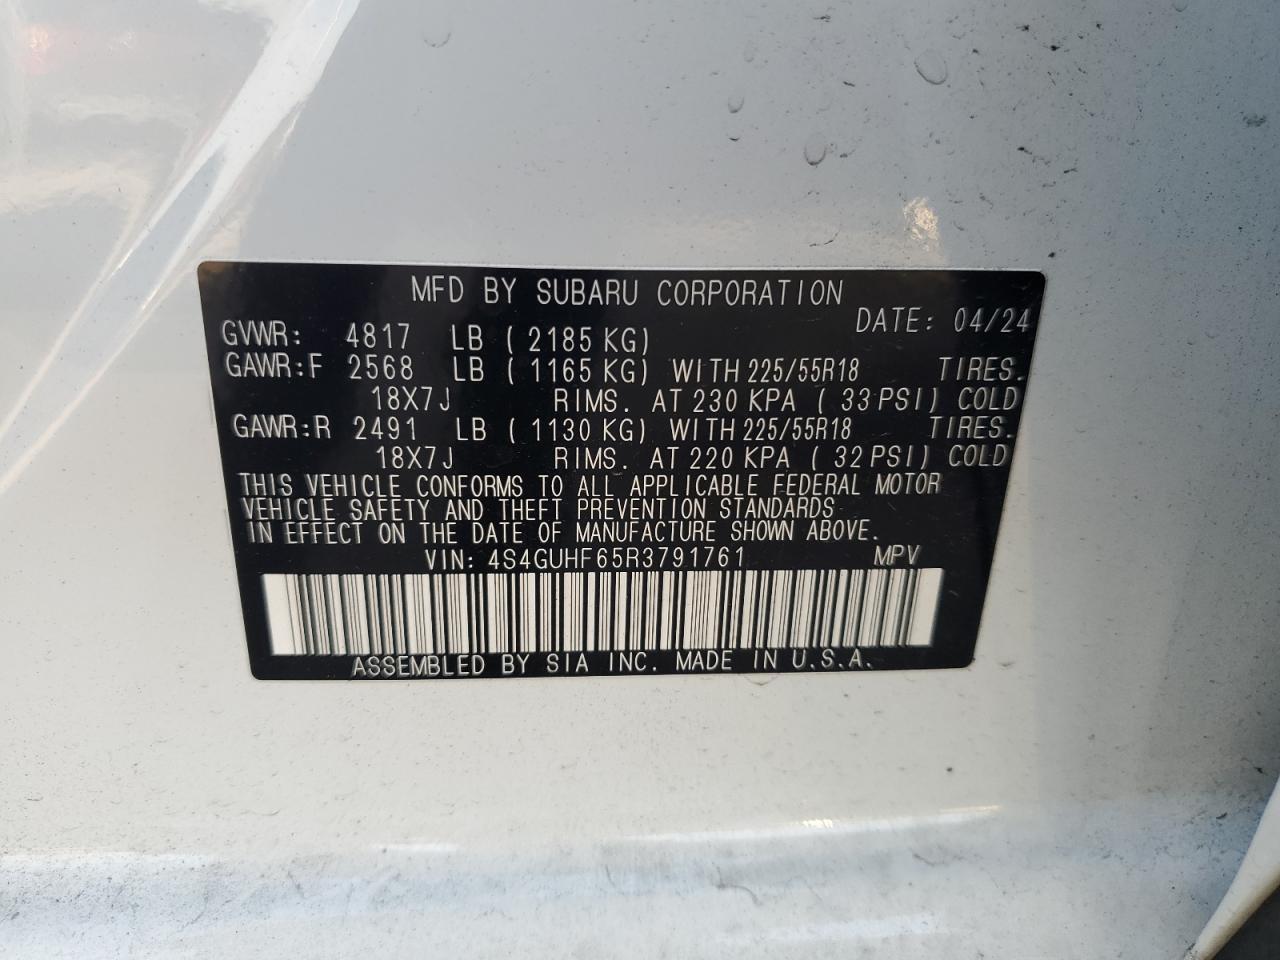 MFD BY SUBARU CORPORATION
DATE: 04/24
GVWR: 4817 LB ( 2185 KG)
GAWR:F 2568 LB ( 1165 KG) WITH 225/55R18 TIRES.
18X7J RIMS. AT 230 KPA ( 33 PSI) COLD
GAWR:R 2491 LB ( 1130 KG) WITH 225/55R18 TIRES.
18X7J RIMS. AT 220 KPA ( 32 PSI) COLD
THIS VEHICLE CONFORMS TO ALL APPLICABLE FEDERAL MOTOR
VEHICLE SAFETY AND THEFT PREVENTION STANDARDS
IN EFFECT ON THE DATE OF MANUFACTURE SHOWN ABOVE.
VIN: 4S4GUHF65R3791761 MPV
ASSEMBLED BY SIA INC. MADE IN U.S.A.